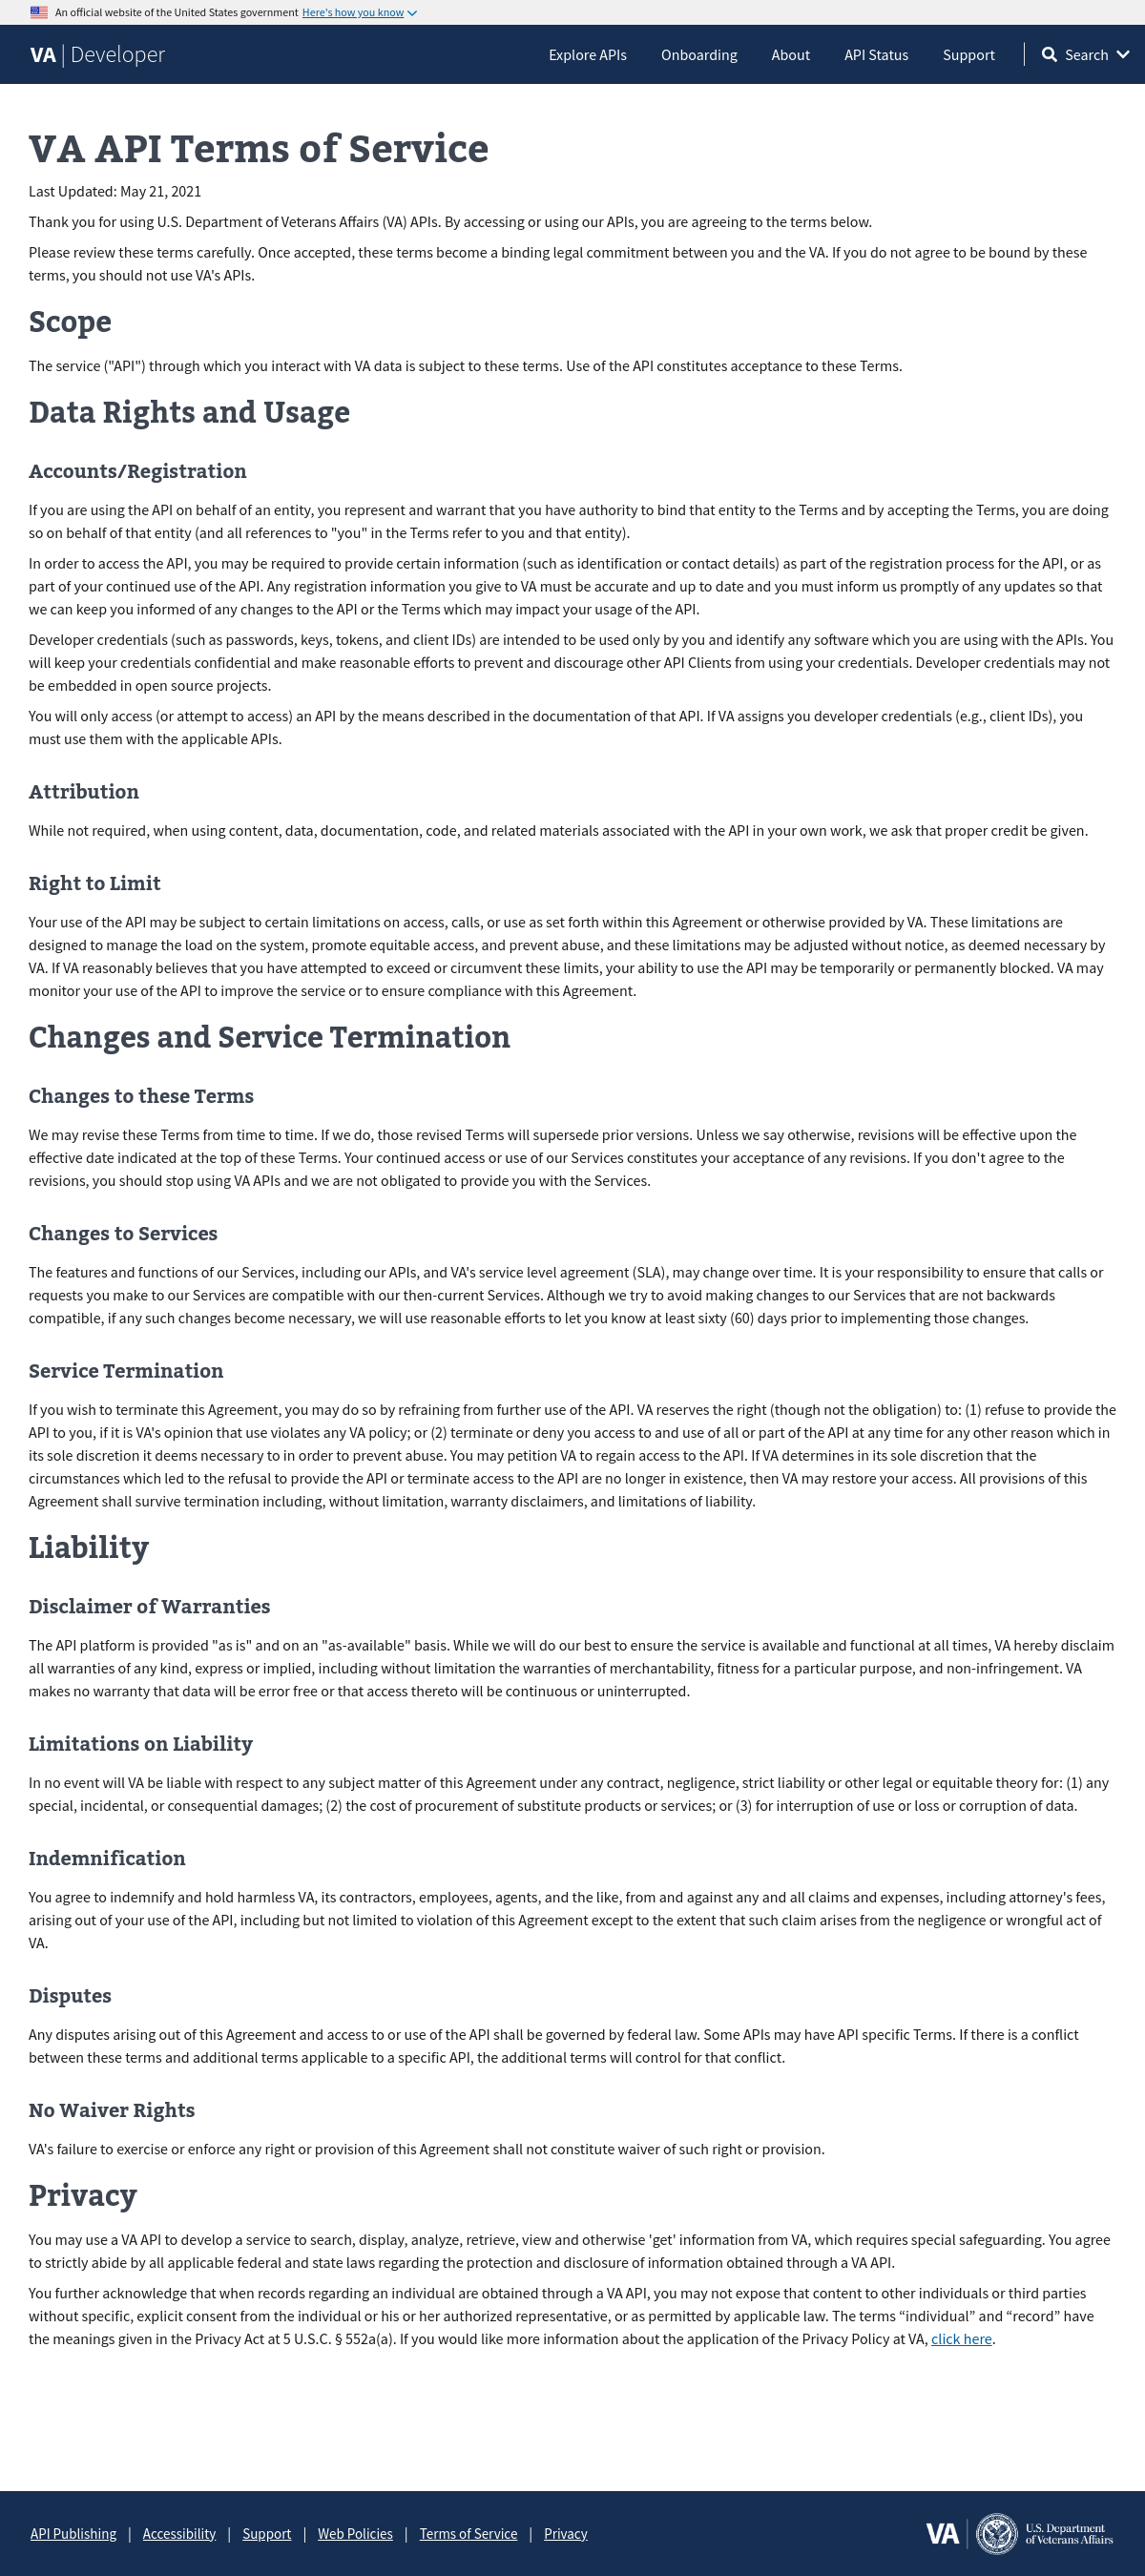 An official website of the United States government Here's how you know
VA | Developer
Explore APIs
Onboarding
About
API Status
Support
Search
VA API Terms of Service
Last Updated: May 21, 2021
Thank you for using U.S. Department of Veterans Affairs (VA) APIs. By accessing or using our APIs, you are agreeing to the terms below.
Please review these terms carefully. Once accepted, these terms become a binding legal commitment between you and the VA. If you do not agree to be bound by these
terms, you should not use VA's APIs.
Scope
The service ("API") through which you interact with VA data is subject to these terms. Use of the API constitutes acceptance to these Terms.
Data Rights and Usage
Accounts/Registration
If you are using the API on behalf of an entity, you represent and warrant that you have authority to bind that entity to the Terms and by accepting the Terms, you are doing
so on behalf of that entity (and all references to "you" in the Terms refer to you and that entity).
In order to access the API, you may be required to provide certain information (such as identification or contact details) as part of the registration process for the API, or as
part of your continued use of the API. Any registration information you give to VA must be accurate and up to date and you must inform us promptly of any updates so that
we can keep you informed of any changes to the API or the Terms which may impact your usage of the API.
Developer credentials (such as passwords, keys, tokens, and client IDs) are intended to be used only by you and identify any software which you are using with the APIs. You
will keep your credentials confidential and make reasonable efforts to prevent and discourage other API Clients from using your credentials. Developer credentials may not
be embedded in open source projects.
You will only access (or attempt to access) an API by the means described in the documentation of that API. If VA assigns you developer credentials (e.g., client IDs), you
must use them with the applicable APIs.
Attribution
While not required, when using content, data, documentation, code, and related materials associated with the API in your own work, we ask that proper credit be given.
Right to Limit
Your use of the API may be subject to certain limitations on access, calls, or use as set forth within this Agreement or otherwise provided by VA. These limitations are
designed to manage the load on the system, promote equitable access, and prevent abuse, and these limitations may be adjusted without notice, as deemed necessary by
VA. If VA reasonably believes that you have attempted to exceed or circumvent these limits, your ability to use the API may be temporarily or permanently blocked. VA may
monitor your use of the API to improve the service or to ensure compliance with this Agreement.
Changes and Service Termination
Changes to these Terms
We may revise these Terms from time to time. If we do, those revised Terms will supersede prior versions. Unless we say otherwise, revisions will be effective upon the
effective date indicated at the top of these Terms. Your continued access or use of our Services constitutes your acceptance of any revisions. If you don't agree to the
revisions, you should stop using VA APIs and we are not obligated to provide you with the Services.
Changes to Services
The features and functions of our Services, including our APIs, and VA's service level agreement (SLA), may change over time. It is your responsibility to ensure that calls or
requests you make to our Services are compatible with our then-current Services. Although we try to avoid making changes to our Services that are not backwards
compatible, if any such changes become necessary, we will use reasonable efforts to let you know at least sixty (60) days prior to implementing those changes.
Service Termination
If you wish to terminate this Agreement, you may do so by refraining from further use of the API. VA reserves the right (though not the obligation) to: (1) refuse to provide the
API to you, if it is VA's opinion that use violates any VA policy; or (2) terminate or deny you access to and use of all or part of the API at any time for any other reason which in
its sole discretion it deems necessary to in order to prevent abuse. You may petition VA to regain access to the API. If VA determines in its sole discretion that the
circumstances which led to the refusal to provide the API or terminate access to the API are no longer in existence, then VA may restore your access. All provisions of this
Agreement shall survive termination including, without limitation, warranty disclaimers, and limitations of liability.
Liability
Disclaimer of Warranties
The API platform is provided "as is" and on an "as-available" basis. While we will do our best to ensure the service is available and functional at all times, VA hereby disclaim
all warranties of any kind, express or implied, including without limitation the warranties of merchantability, fitness for a particular purpose, and non-infringement. VA
makes no warranty that data will be error free or that access thereto will be continuous or uninterrupted.
Limitations on Liability
In no event will VA be liable with respect to any subject matter of this Agreement under any contract, negligence, strict liability or other legal or equitable theory for: (1) any
special, incidental, or consequential damages; (2) the cost of procurement of substitute products or services; or (3) for interruption of use or loss or corruption of data.
Indemnification
You agree to indemnify and hold harmless VA, its contractors, employees, agents, and the like, from and against any and all claims and expenses, including attorney's fees,
arising out of your use of the API, including but not limited to violation of this Agreement except to the extent that such claim arises from the negligence or wrongful act of
VA.
Disputes
Any disputes arising out of this Agreement and access to or use of the API shall be governed by federal law. Some APIs may have API specific Terms. If there is a conflict
between these terms and additional terms applicable to a specific API, the additional terms will control for that conflict.
No Waiver Rights
VA's failure to exercise or enforce any right or provision of this Agreement shall not constitute waiver of such right or provision.
Privacy
You may use a VA API to develop a service to search, display, analyze, retrieve, view and otherwise 'get' information from VA, which requires special safeguarding. You agree
to strictly abide by all applicable federal and state laws regarding the protection and disclosure of information obtained through a VA API.
You further acknowledge that when records regarding an individual are obtained through a VA API, you may not expose that content to other individuals or third parties
without specific, explicit consent from the individual or his or her authorized representative, or as permitted by applicable law. The terms “individual” and “record” have
the meanings given in the Privacy Act at 5 U.S.C. § 552a(a). If you would like more information about the application of the Privacy Policy at VA, click here.
API Publishing | Accessibility | Support | Web Policies | Terms of Service | Privacy
VA
U.S. Department
of Veterans Affairs